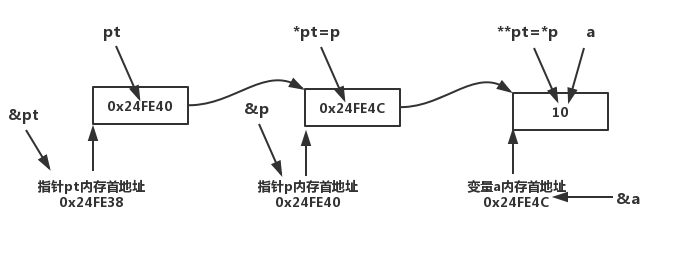 pt
*pt=p
**pt=*p
a
0x24FE40
0x24FE4C
10
&pt
&p
指针pt内存首地址
0x24FE38
指针p内存首地址
0x24FE40
变量a内存首地址
0x24FE4C
&a